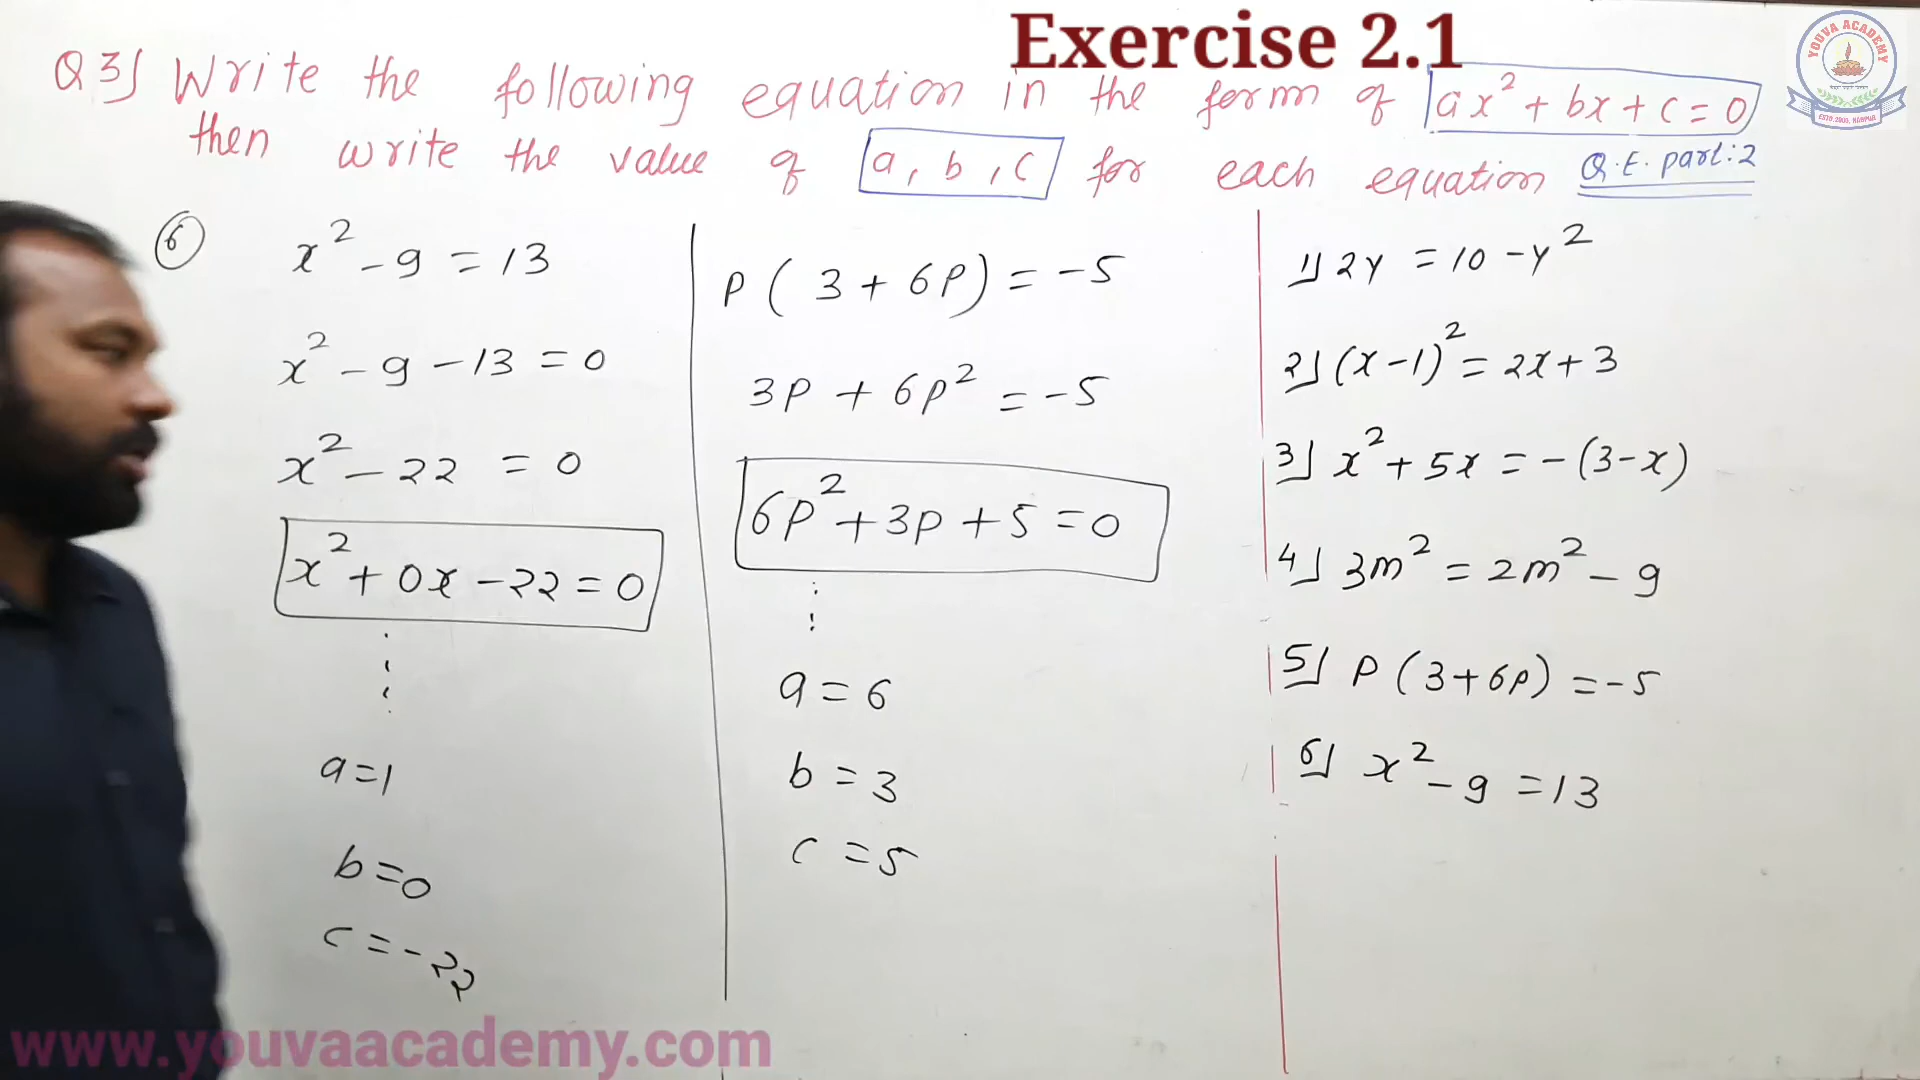 Exercise 2.1
Q 3) Write the following equation in the form of ax² + bx + c = 0
then write the value of a, b, c for each equation Q.E. part:2
⑥ x² - 9 = 13
x² - 9 - 13 = 0
x² - 22 = 0
x² + 0x - 22 = 0
a=1
b=0
c=-22
P ( 3 + 6P) = -5
3P + 6P² = -5
6P² + 3P + 5 = 0
a = 6
b = 3
c = 5
1) 2y = 10 - y²
2) (x - 1)² = 2x + 3
3) x² + 5x = - (3 - x)
4) 3m² = 2m² - 9
5) P (3 + 6P) = -5
6) x² - 9 = 13
YOUVA ACADEMY
www.youvaacademy.com